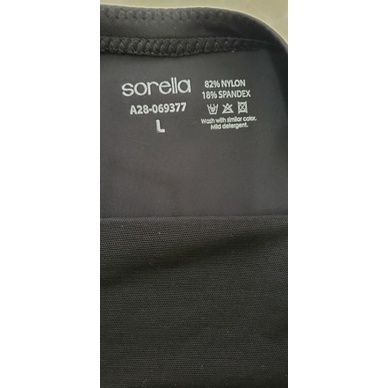 sorella
A28-069377
L
82% NYLON
18% SPANDEX
Wash with similar color.
Mild detergent.